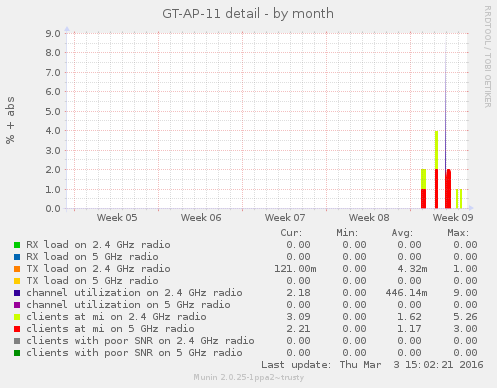 GT-AP-11 detail - by month
RRDTOOL / TOBI OETIKER
% + abs
9.0
8.0
7.0
6.0
5.0
4.0
3.0
2.0
1.0
0.0
Week 05 Week 06 Week 07 Week 08 Week 09
Cur: Min: Avg: Max:
RX load on 2.4 GHz radio 0.00 0.00 0.00 0.00
RX load on 5 GHz radio 0.00 0.00 0.00 0.00
TX load on 2.4 GHz radio 121.00m 0.00 4.32m 1.00
TX load on 5 GHz radio 0.00 0.00 0.00 0.00
channel utilization on 2.4 GHz radio 2.18 0.00 446.14m 9.00
channel utilization on 5 GHz radio 0.00 0.00 0.00 0.00
clients at mi on 2.4 GHz radio 3.09 0.00 1.62 5.26
clients at mi on 5 GHz radio 2.21 0.00 1.17 3.00
clients with poor SNR on 2.4 GHz radio 0.00 0.00 0.00 0.00
clients with poor SNR on 5 GHz radio 0.00 0.00 0.00 0.00
Last update: Thu Mar 3 15:02:21 2016
Munin 2.0.25-1ppa2~trusty